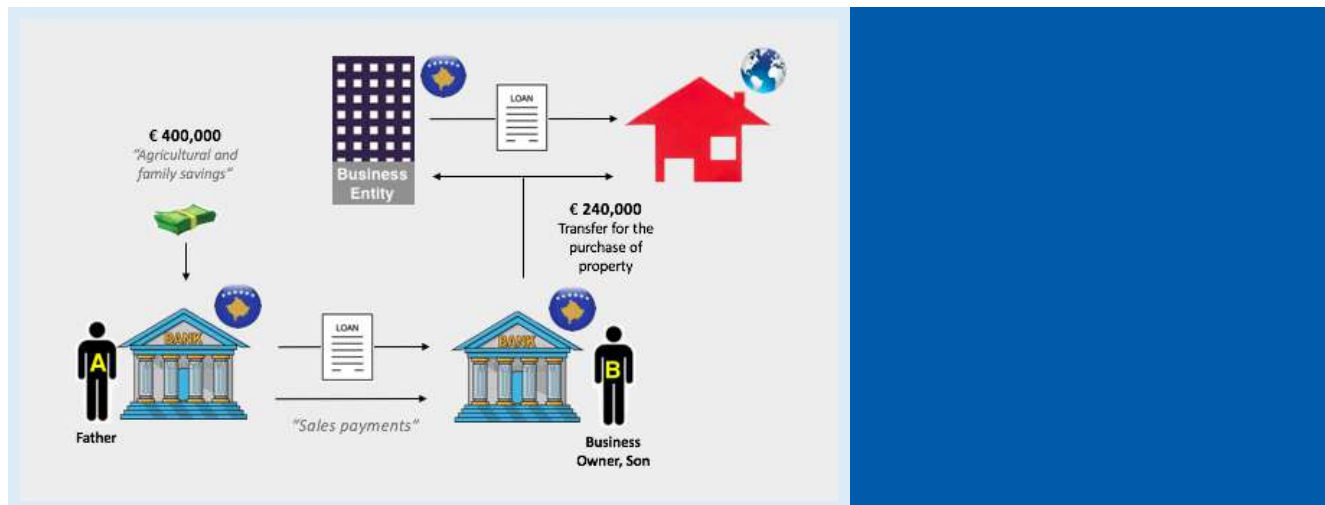 LOAN
€ 400,000
"Agricultural and
family savings"
Business
Entity
€ 240,000
Transfer for the
purchase of
property
BANK
LOAN
BANK
A
B
"Sales payments"
Father
Business
Owner, Son